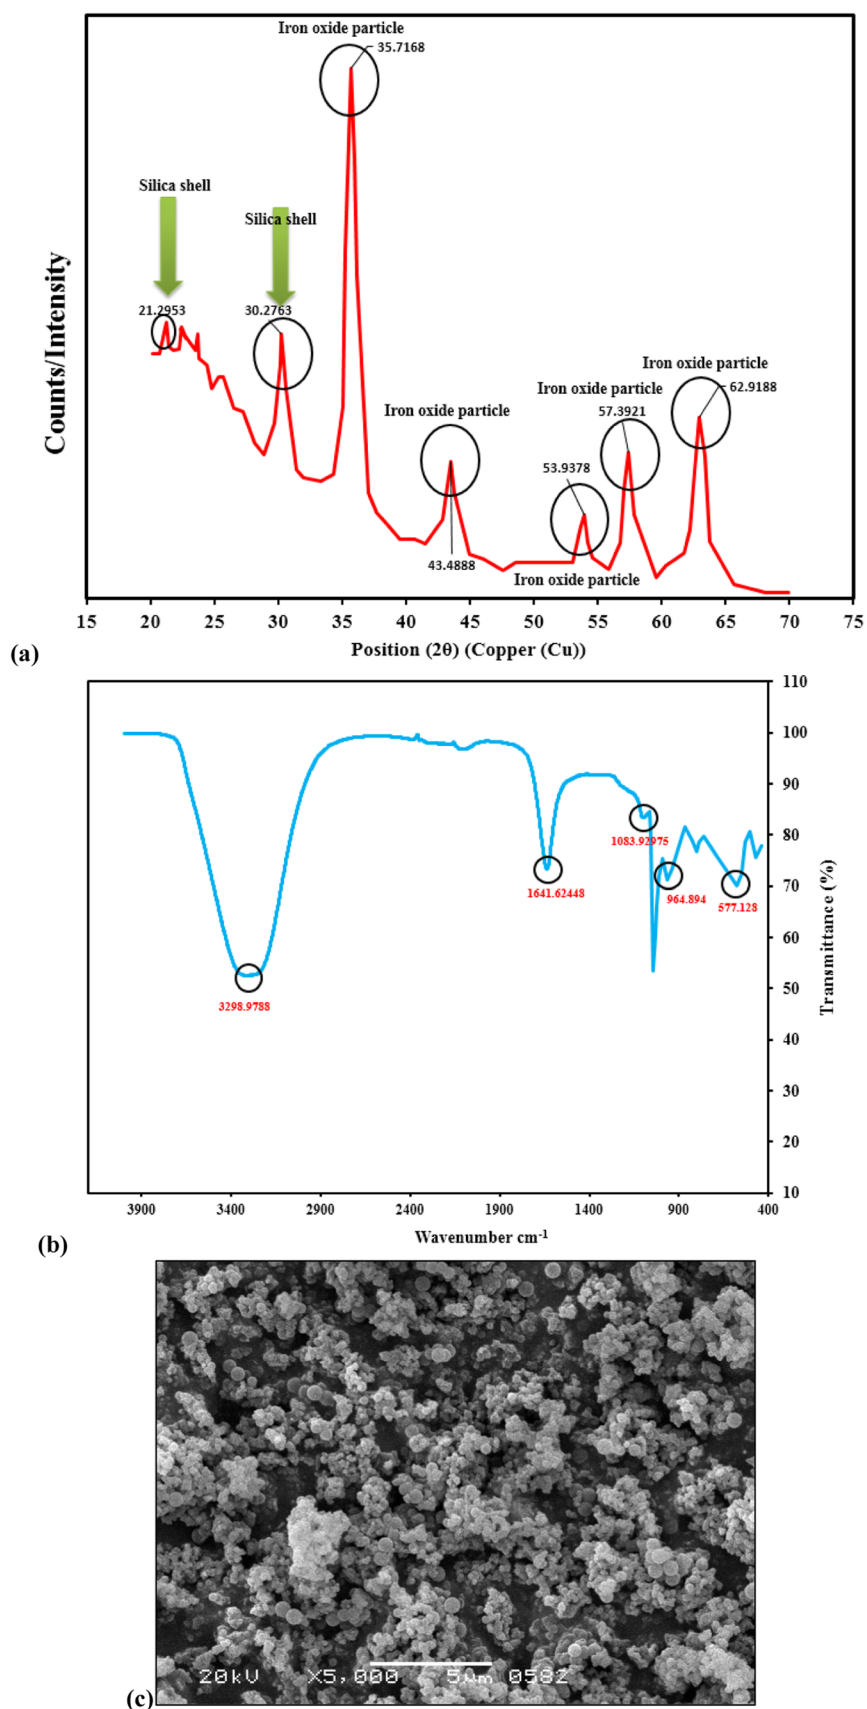 Iron oxide particle
35.7168
Silica shell
Silica shell
21.2953
30.2763
Iron oxide particle
62.9188
Iron oxide particle
57.3921
Iron oxide particle
53.9378
43.4888
Iron oxide particle
Counts/Intensity
15 20 25 30 35 40 45 50 55 60 65 70 75
Position (2θ) (Copper (Cu))
(a)
110
100
90
80
70
60
50
40
30
20
10
Transmittance (%)
1083.92975
1641.62448
964.894
577.128
3298.9788
3900 3400 2900 2400 1900 1400 900 400
Wavenumber cm-1
(b)
20kV X5,000 5μm 0582
(c)